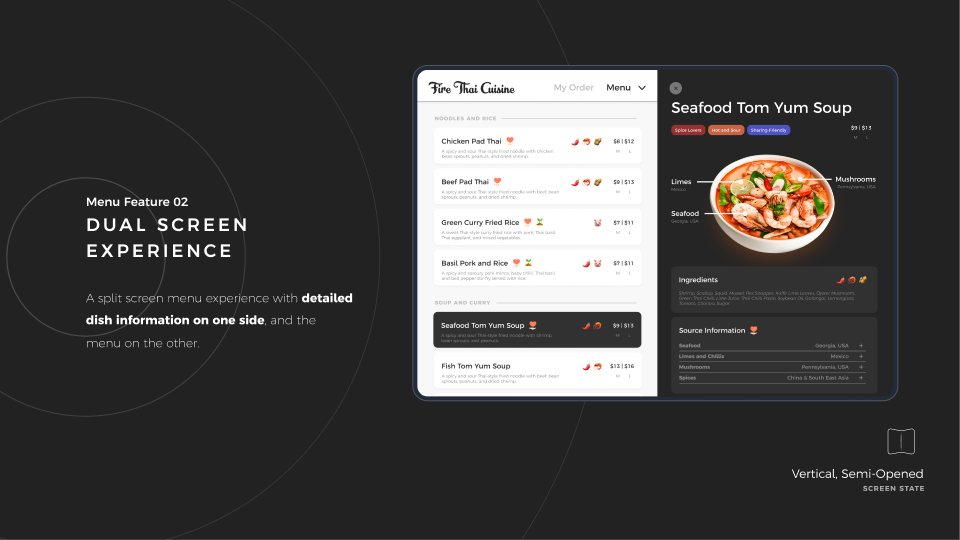 Menu Feature 02
DUAL SCREEN
EXPERIENCE
A split screen menu experience with detailed
dish information on one side, and the
menu on the other.
Fire Thai Cuisine
My Order
Menu
NOODLES AND RICE
Chicken Pad Thai
$8 | $12
A spicy and sour Thai-style fried noodle with chicken
bean sprouts, peanuts, and dried shrimp.
M L
Beef Pad Thai
$9 | $13
A spicy and sour Thai-style fried noodle with beef, bean
sprouts, peanuts, and dried shrimp.
M L
Green Curry Fried Rice
$7 | $11
A sweet Thai-style curry fried rice with pork, Thai basil,
Thai eggplant, and mixed vegetables.
M L
Basil Pork and Rice
$7 | $11
A spicy and savoury pork mince, baby chilli, Thai basil,
and bell pepper stir-fry served with rice.
M L
SOUP AND CURRY
Seafood Tom Yum Soup
$9 | $13
A spicy and sour Thai-style fried noodle with shrimp,
bean sprouts, and peanuts.
M L
Fish Tom Yum Soup
$13 | $16
A spicy and sour Thai-style fried noodle with beef, bean
sprouts, peanuts, and dried shrimp.
M L
Seafood Tom Yum Soup
Spice Lovers
Hot and Sour
Sharing-Friendly
$9 | $13
M L
Limes
Mexico
Mushrooms
Pennsylvania, USA
Seafood
Georgia, USA
Ingredients
Source Information
Seafood Georgia, USA +
Limes and Chillis Mexico +
Mushrooms Pennsylvania, USA +
Spices China & South East Asia +
Vertical, Semi-Opened
SCREEN STATE